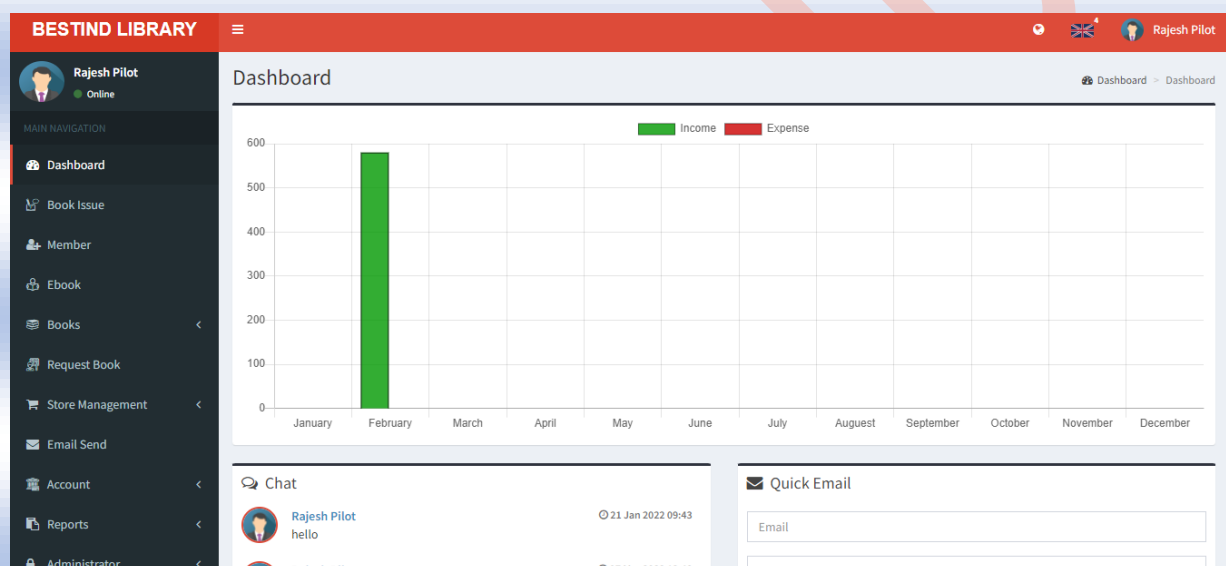 BESTIND LIBRARY
4
Rajesh Pilot
Rajesh Pilot
Online
MAIN NAVIGATION
Dashboard
Book Issue
Member
Ebook
Books
Request Book
Store Management
Email Send
Account
Reports
Administrator
Dashboard
Dashboard > Dashboard
Income Expense
600
500
400
300
200
100
0
January February March April May June July Auguest September October November December
Chat
Rajesh Pilot 21 Jan 2022 09:43
hello
Quick Email
Email